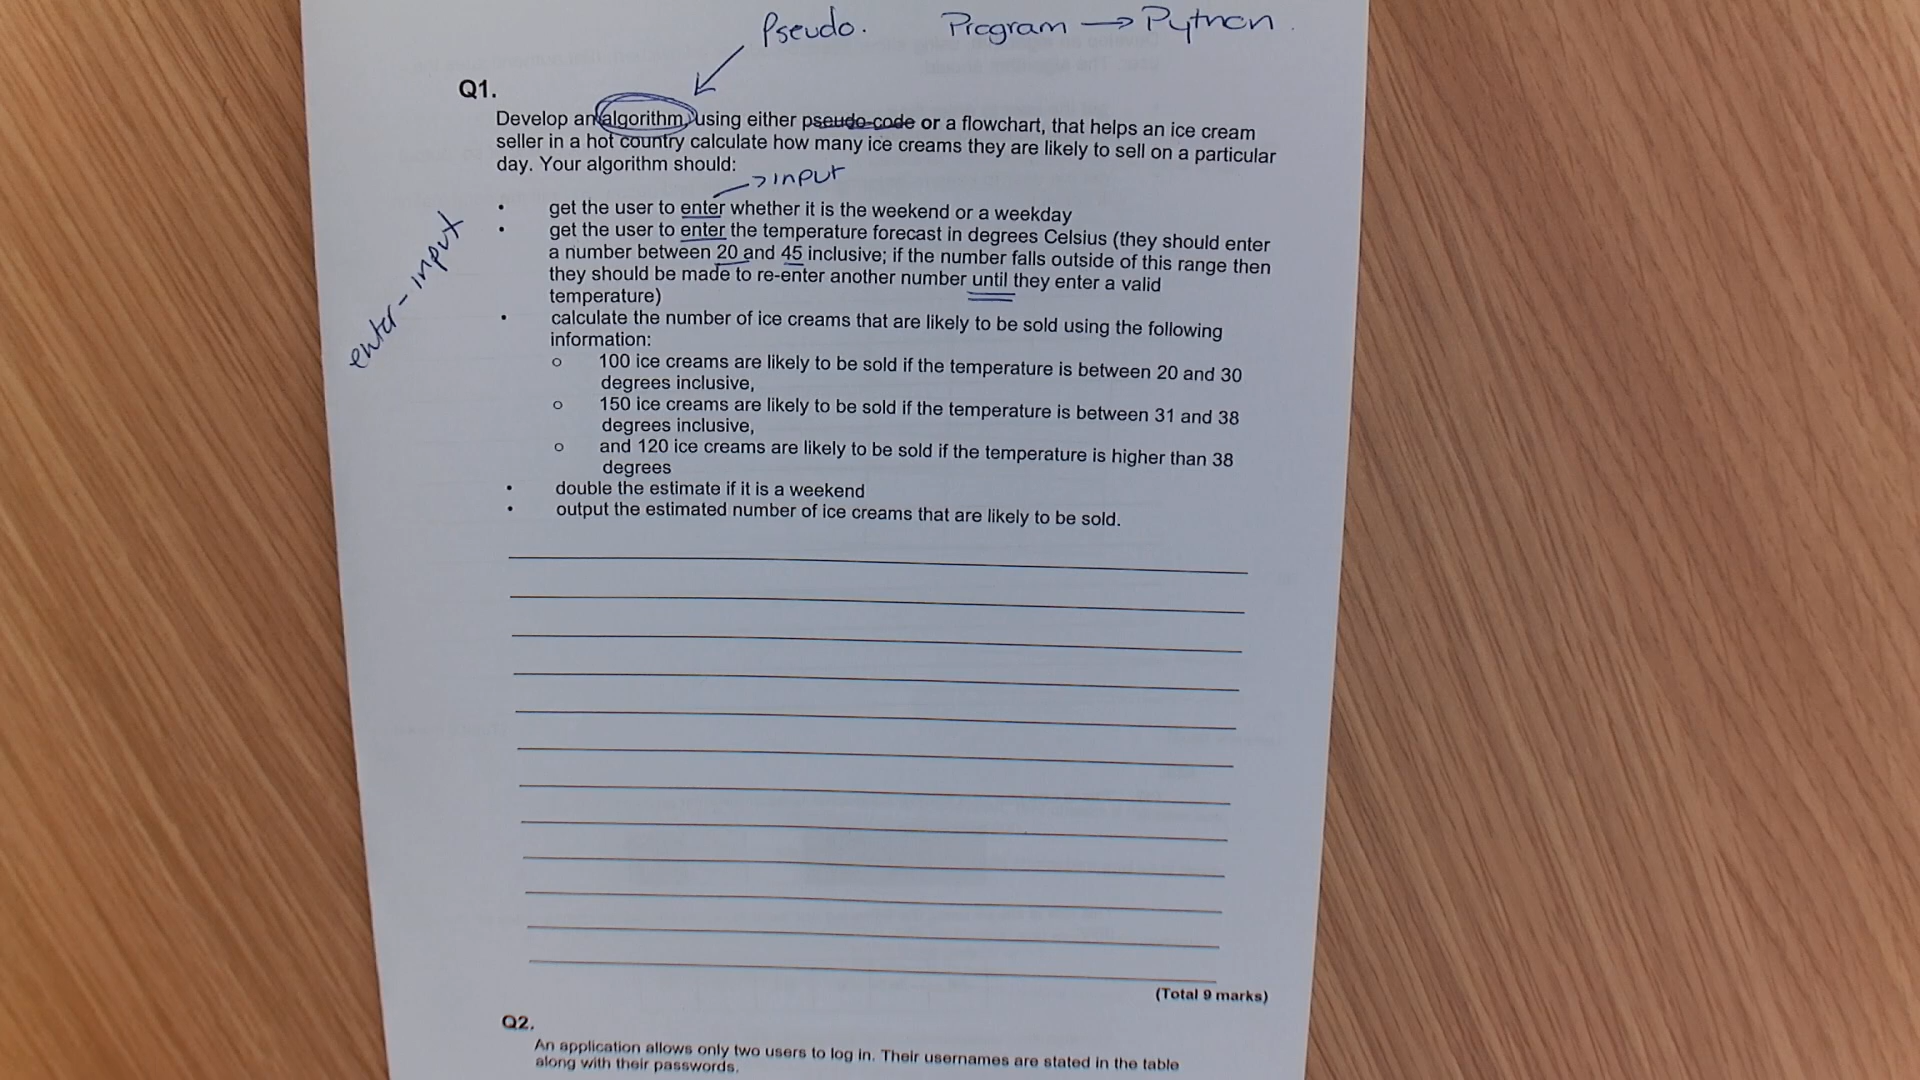 Pseudo. Program → Python.
Q1.
Develop an algorithm, using either pseudo-code or a flowchart, that helps an ice cream
seller in a hot country calculate how many ice creams they are likely to sell on a particular
day. Your algorithm should:
→ input
• get the user to enter whether it is the weekend or a weekday
• get the user to enter the temperature forecast in degrees Celsius (they should enter
a number between 20 and 45 inclusive; if the number falls outside of this range then
they should be made to re-enter another number until they enter a valid
temperature)
enter - input
• calculate the number of ice creams that are likely to be sold using the following
information:
o 100 ice creams are likely to be sold if the temperature is between 20 and 30
degrees inclusive,
o 150 ice creams are likely to be sold if the temperature is between 31 and 38
degrees inclusive,
o and 120 ice creams are likely to be sold if the temperature is higher than 38
degrees
• double the estimate if it is a weekend
• output the estimated number of ice creams that are likely to be sold.
(Total 9 marks)
Q2.
An application allows only two users to log in. Their usernames are stated in the table
along with their passwords.